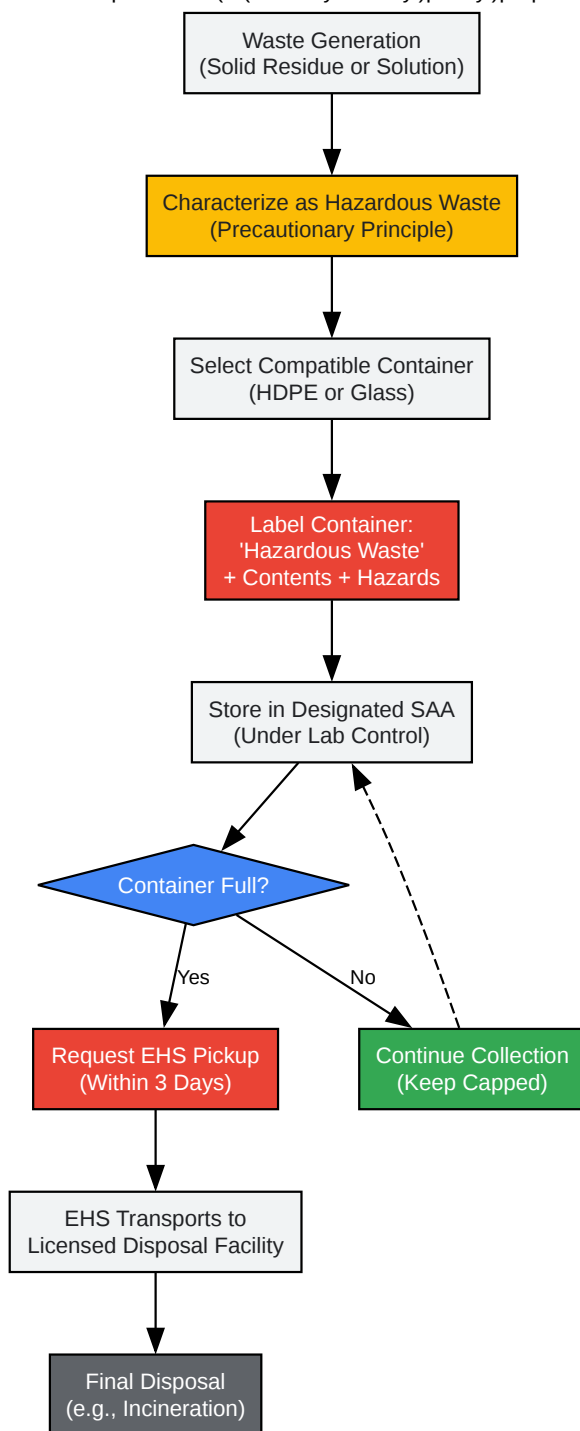 Waste Generation
(Solid Residue or Solution)
Characterize as Hazardous Waste
(Precautionary Principle)
Select Compatible Container
(HDPE or Glass)
Label Container:
'Hazardous Waste'
+ Contents + Hazards
Store in Designated SAA
(Under Lab Control)
Container Full?
Yes
No
Request EHS Pickup
(Within 3 Days)
Continue Collection
(Keep Capped)
EHS Transports to
Licensed Disposal Facility
Final Disposal
(e.g., Incineration)